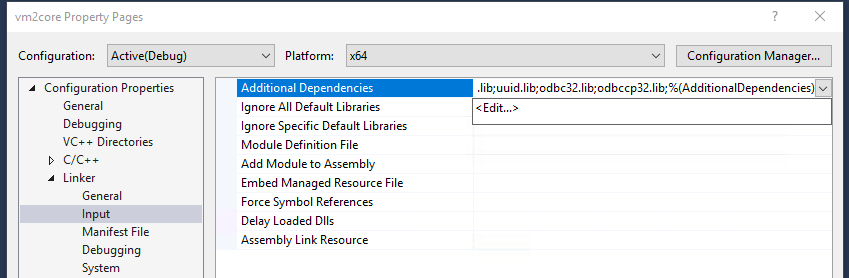 vm2core Property Pages
?
Configuration: Active(Debug) Platform: x64 Configuration Manager...
Configuration Properties
General
Debugging
VC++ Directories
C/C++
Linker
General
Input
Manifest File
Debugging
System
Additional Dependencies .lib;uuid.lib;odbc32.lib;odbccp32.lib;%(AdditionalDependencies)
Ignore All Default Libraries <Edit...>
Ignore Specific Default Libraries
Module Definition File
Add Module to Assembly
Embed Managed Resource File
Force Symbol References
Delay Loaded Dlls
Assembly Link Resource